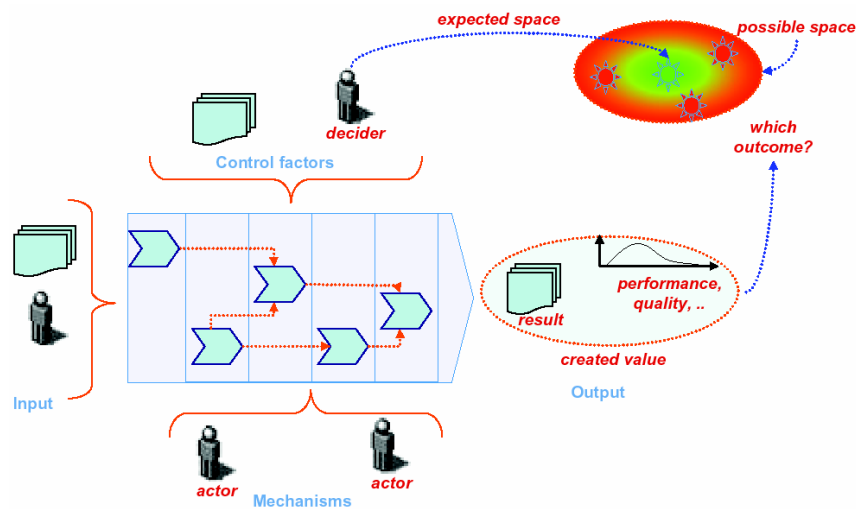 expected space
possible space
decider
Control factors
which
outcome?
performance,
quality, ..
result
created value
Input
Output
actor
actor
Mechanisms